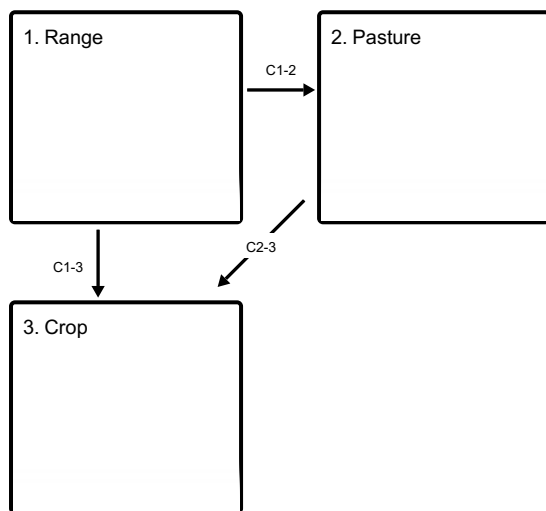 1. Range
2. Pasture
C1-2
C2-3
C1-3
3. Crop